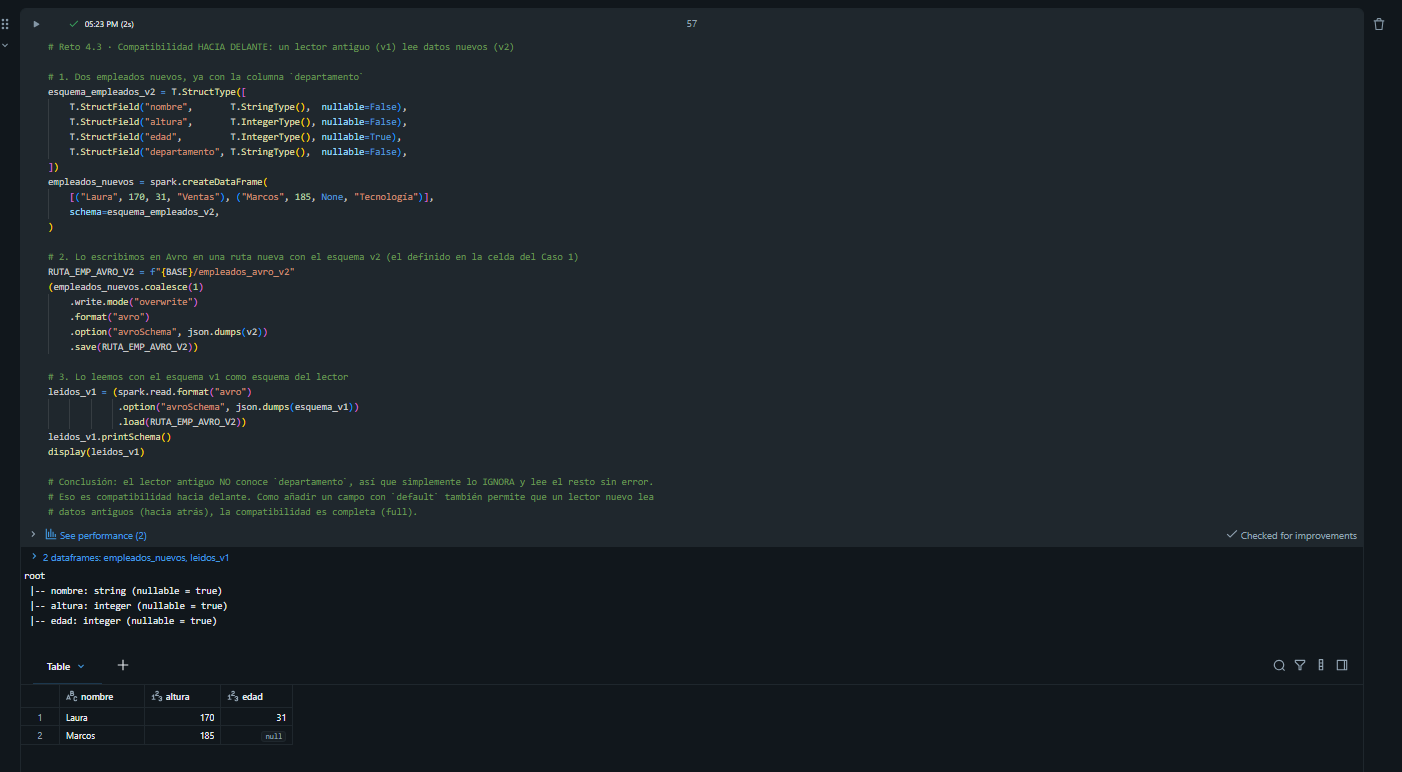 05:23 PM (2s)
57
# Reto 4.3 · Compatibilidad HACIA DELANTE: un lector antiguo (v1) lee datos nuevos (v2)
# 1. Dos empleados nuevos, ya con la columna `departamento`
esquema_empleados_v2 = T.StructType([
    T.StructField("nombre",       T.StringType(),  nullable=False),
    T.StructField("altura",       T.IntegerType(), nullable=False),
    T.StructField("edad",         T.IntegerType(), nullable=True),
    T.StructField("departamento", T.StringType(),  nullable=False),
])
empleados_nuevos = spark.createDataFrame(
    [("Laura", 170, 31, "Ventas"), ("Marcos", 185, None, "Tecnología")],
    schema=esquema_empleados_v2,
)
# 2. Lo escribimos en Avro en una ruta nueva con el esquema v2 (el definido en la celda del Caso 1)
RUTA_EMP_AVRO_V2 = f"{BASE}/empleados_avro_v2"
(empleados_nuevos.coalesce(1)
    .write.mode("overwrite")
    .format("avro")
    .option("avroSchema", json.dumps(v2))
    .save(RUTA_EMP_AVRO_V2))
# 3. Lo leemos con el esquema v1 como esquema del lector
leidos_v1 = (spark.read.format("avro")
             .option("avroSchema", json.dumps(esquema_v1))
             .load(RUTA_EMP_AVRO_V2))
leidos_v1.printSchema()
display(leidos_v1)
# Conclusión: el lector antiguo NO conoce `departamento`, así que simplemente lo IGNORA y lee el resto sin error.
# Eso es compatibilidad hacia delante. Como añadir un campo con `default` también permite que un lector nuevo lea
# datos antiguos (hacia atrás), la compatibilidad es completa (full).
See performance (2)
Checked for improvements
2 dataframes: empleados_nuevos, leidos_v1
root
 |-- nombre: string (nullable = true)
 |-- altura: integer (nullable = true)
 |-- edad: integer (nullable = true)
Table
nombre altura edad
1 Laura 170 31
2 Marcos 185 null